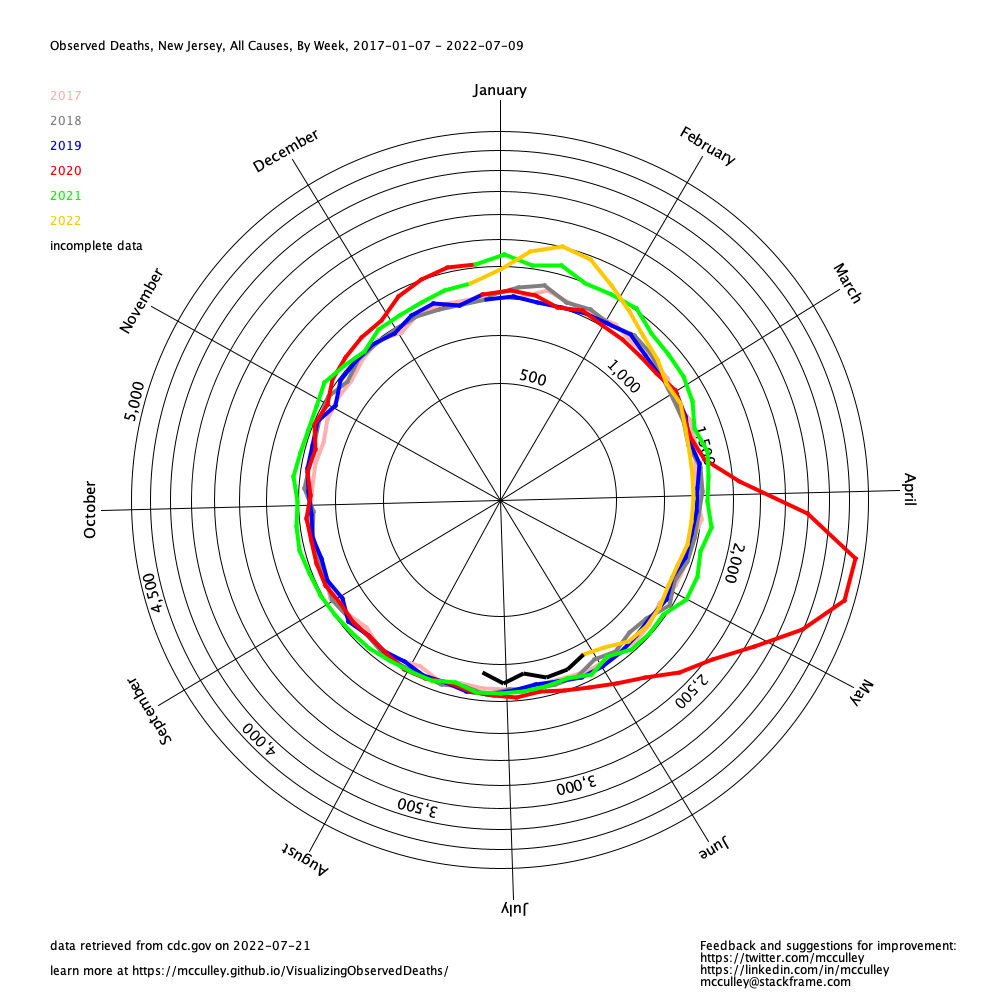 Observed Deaths, New Jersey, All Causes, By Week, 2017-01-07 - 2022-07-09
2017
2018
2019
2020
2021
2022
incomplete data
January
February
March
April
May
June
July
August
September
October
November
December
500
1,000
1,500
2,000
2,500
3,000
3,500
4,000
4,500
5,000
data retrieved from cdc.gov on 2022-07-21
learn more at https://mcculley.github.io/VisualizingObservedDeaths/
Feedback and suggestions for improvement:
https://twitter.com/mcculley
https://linkedin.com/in/mcculley
mcculley@stackframe.com